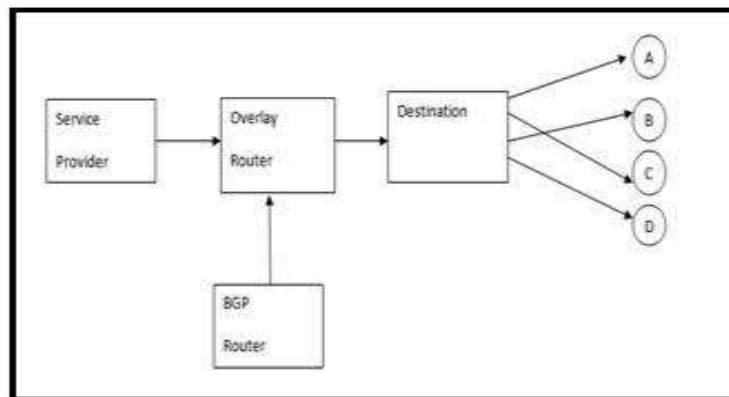 Service
Provider
Overlay
Router
Destination
A
B
C
D
BGP
Router